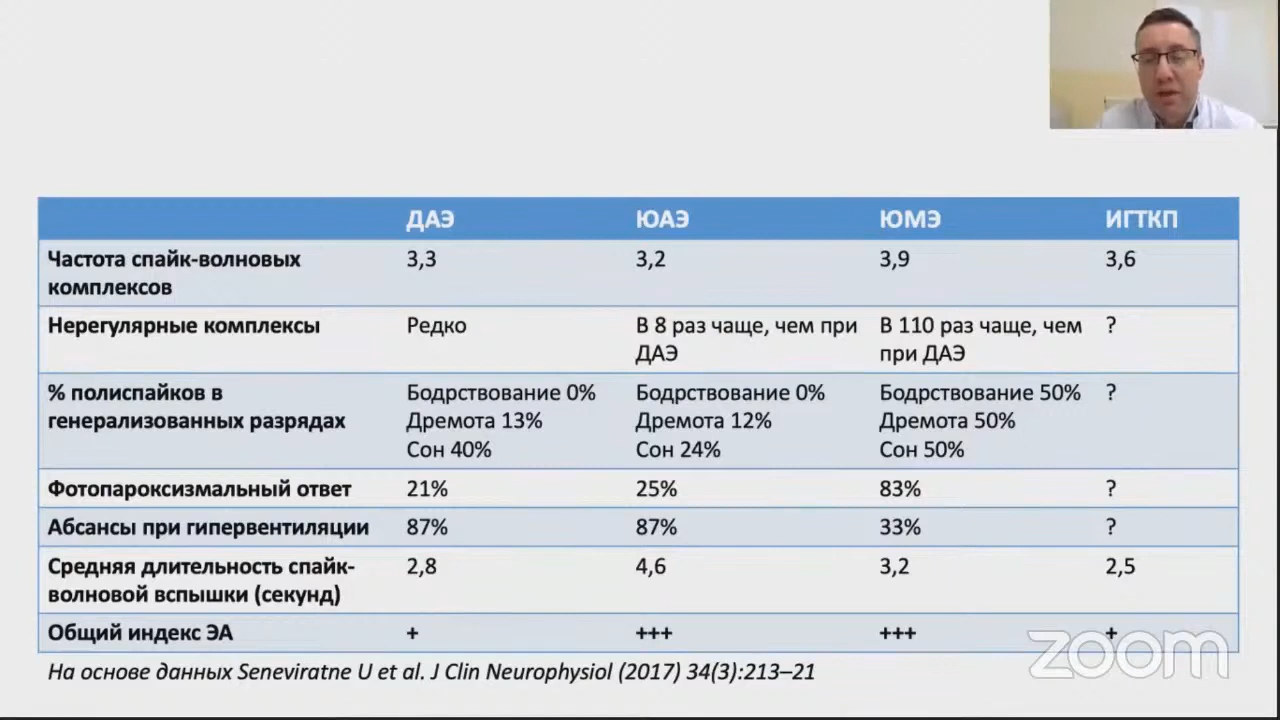 ДАЭ ЮАЭ ЮМЭ ИГТКП
Частота спайк-волновых комплексов 3,3 3,2 3,9 3,6
Нерегулярные комплексы Редко В 8 раз чаще, чем при ДАЭ В 110 раз чаще, чем при ДАЭ ?
% полиспайков в генерализованных разрядах
Бодрствование 0% Бодрствование 0% Бодрствование 50% ?
Дремота 13% Дремота 12% Дремота 50%
Сон 40% Сон 24% Сон 50%
Фотопароксизмальный ответ 21% 25% 83% ?
Абсансы при гипервентиляции 87% 87% 33% ?
Средняя длительность спайк-волновой вспышки (секунд) 2,8 4,6 3,2 2,5
Общий индекс ЭА + +++ +++ +
zoom
На основе данных Seneviratne U et al. J Clin Neurophysiol (2017) 34(3):213–21